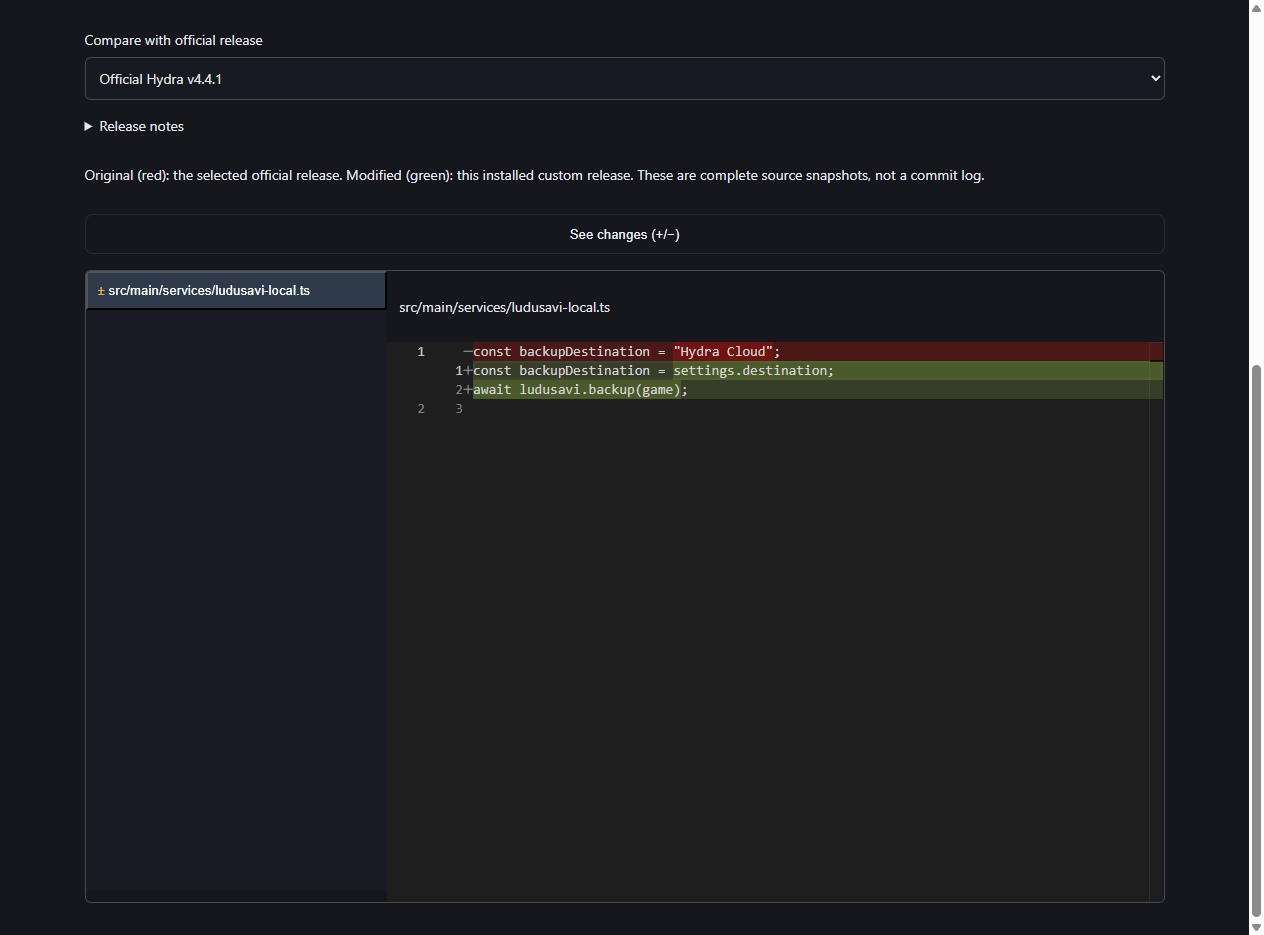 Compare with official release
Official Hydra v4.4.1
▶ Release notes
Original (red): the selected official release. Modified (green): this installed custom release. These are complete source snapshots, not a commit log.
See changes (+/−)
± src/main/services/ludusavi-local.ts
src/main/services/ludusavi-local.ts
1 −const backupDestination = "Hydra Cloud";
1+const backupDestination = settings.destination;
2+await ludusavi.backup(game);
2 3